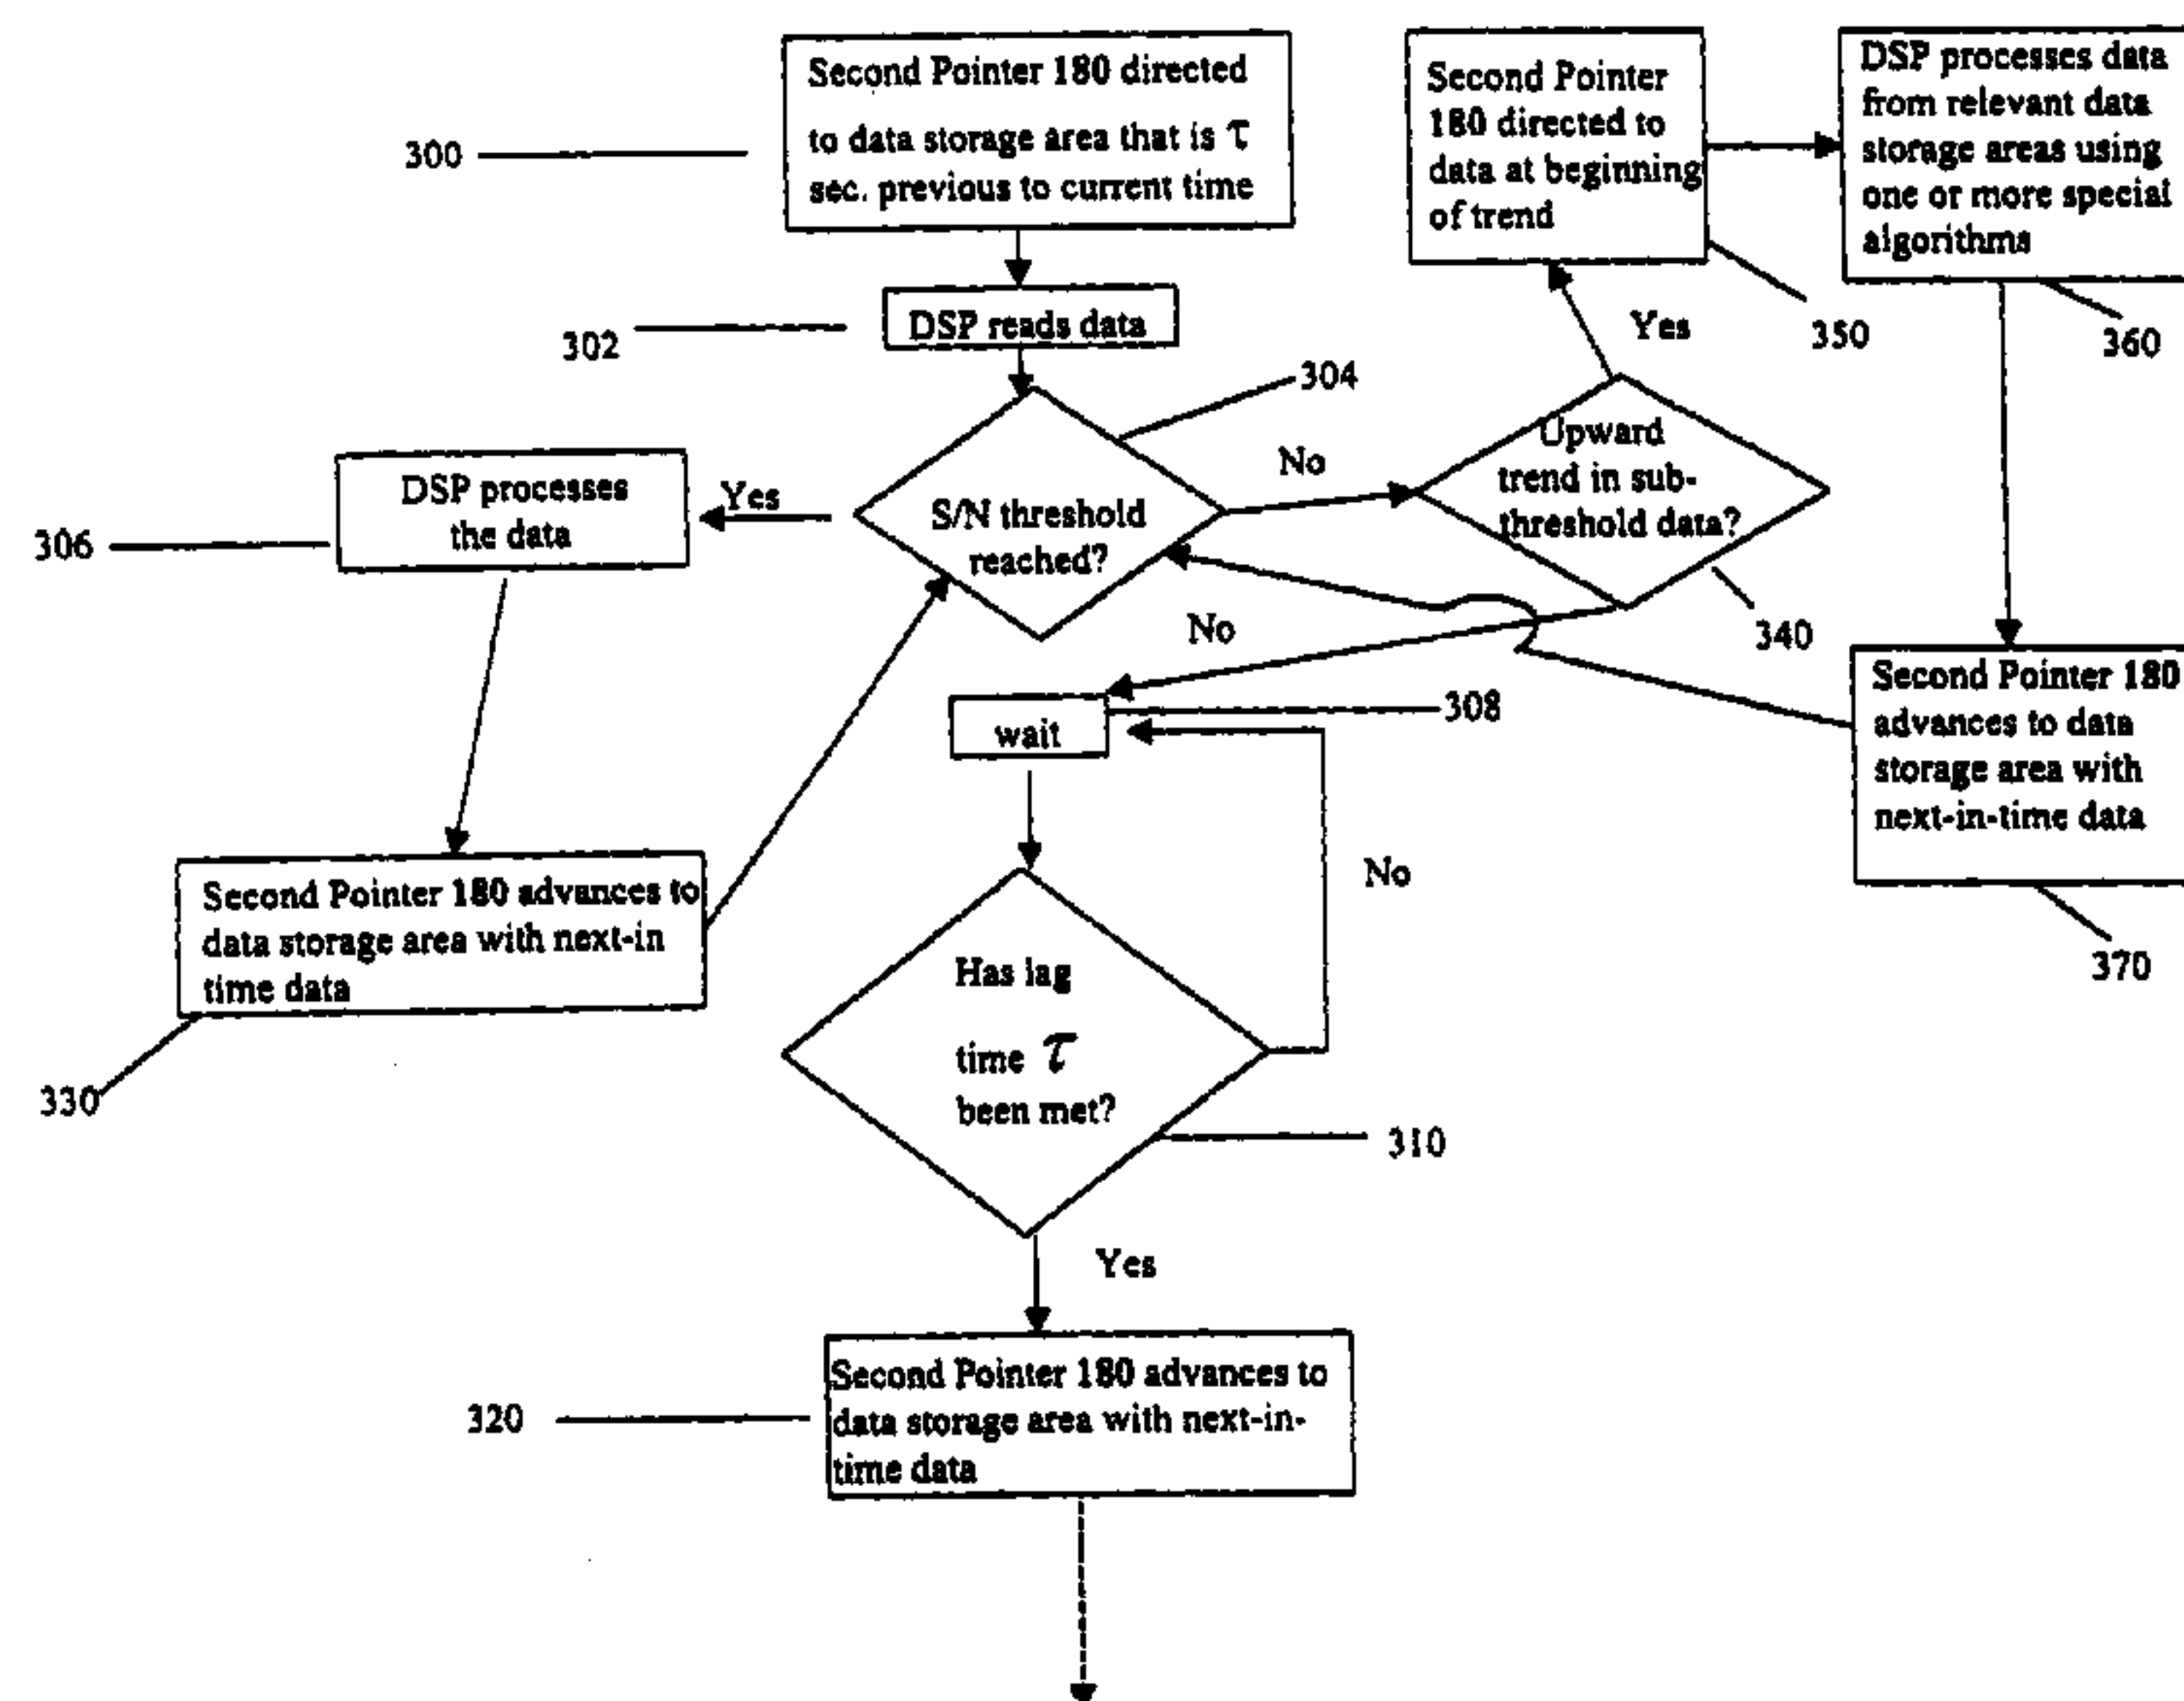 Second Pointer 180 directed
to data storage area that is τ
sec. previous to current time
300
DSP reads data
302
304
S/N threshold
reached?
Yes
No
DSP processes
the data
306
Second Pointer 180 advances to
data storage area with next-in
time data
330
Upward
trend in sub-
threshold data?
Yes
No
340
Second Pointer
180 directed to
data at beginning
of trend
350
DSP processes data
from relevant data
storage areas using
one or more special
algorithms
360
Second Pointer 180
advances to data
storage area with
next-in-time data
370
wait
308
Has lag
time τ
been met?
No
310
Yes
Second Pointer 180 advances to
data storage area with next-in-
time data
320